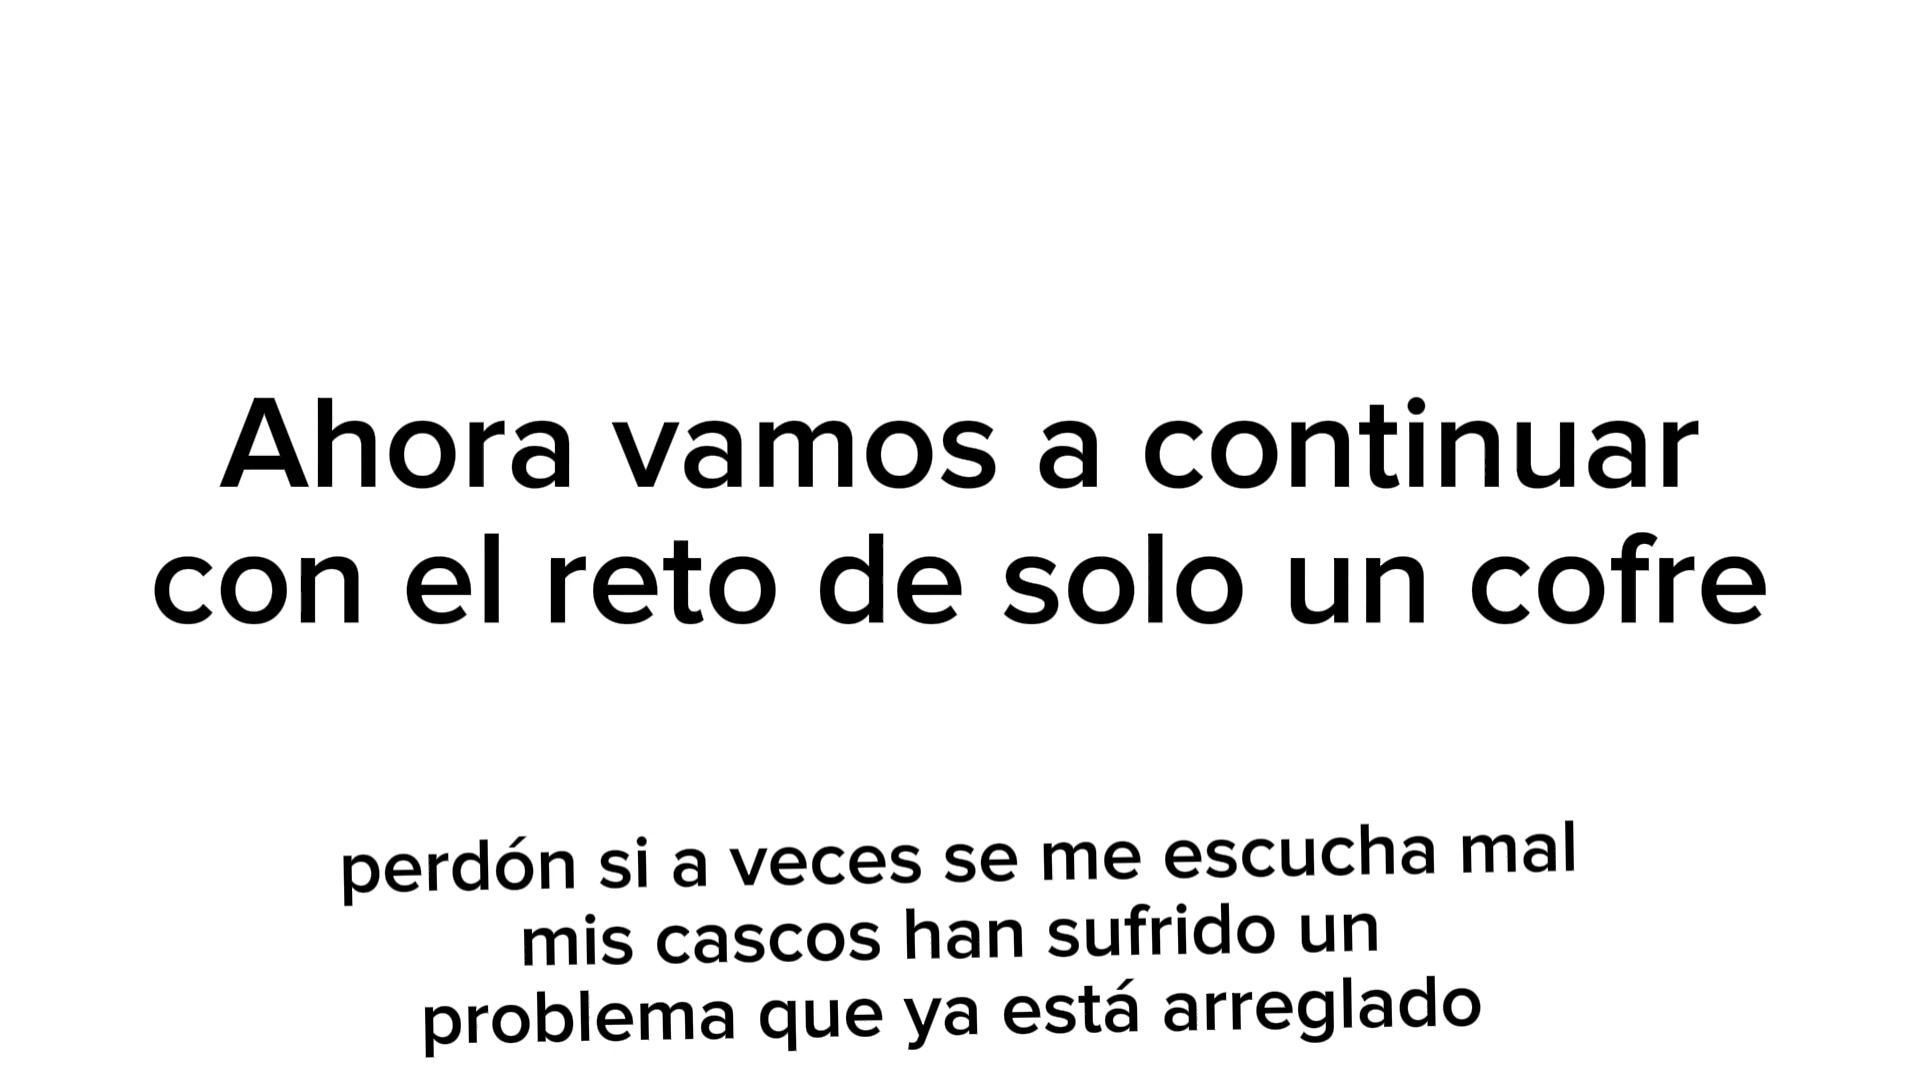 Ahora vamos a continuar
con el reto de solo un cofre
perdón si a veces se me escucha mal
mis cascos han sufrido un
problema que ya está arreglado